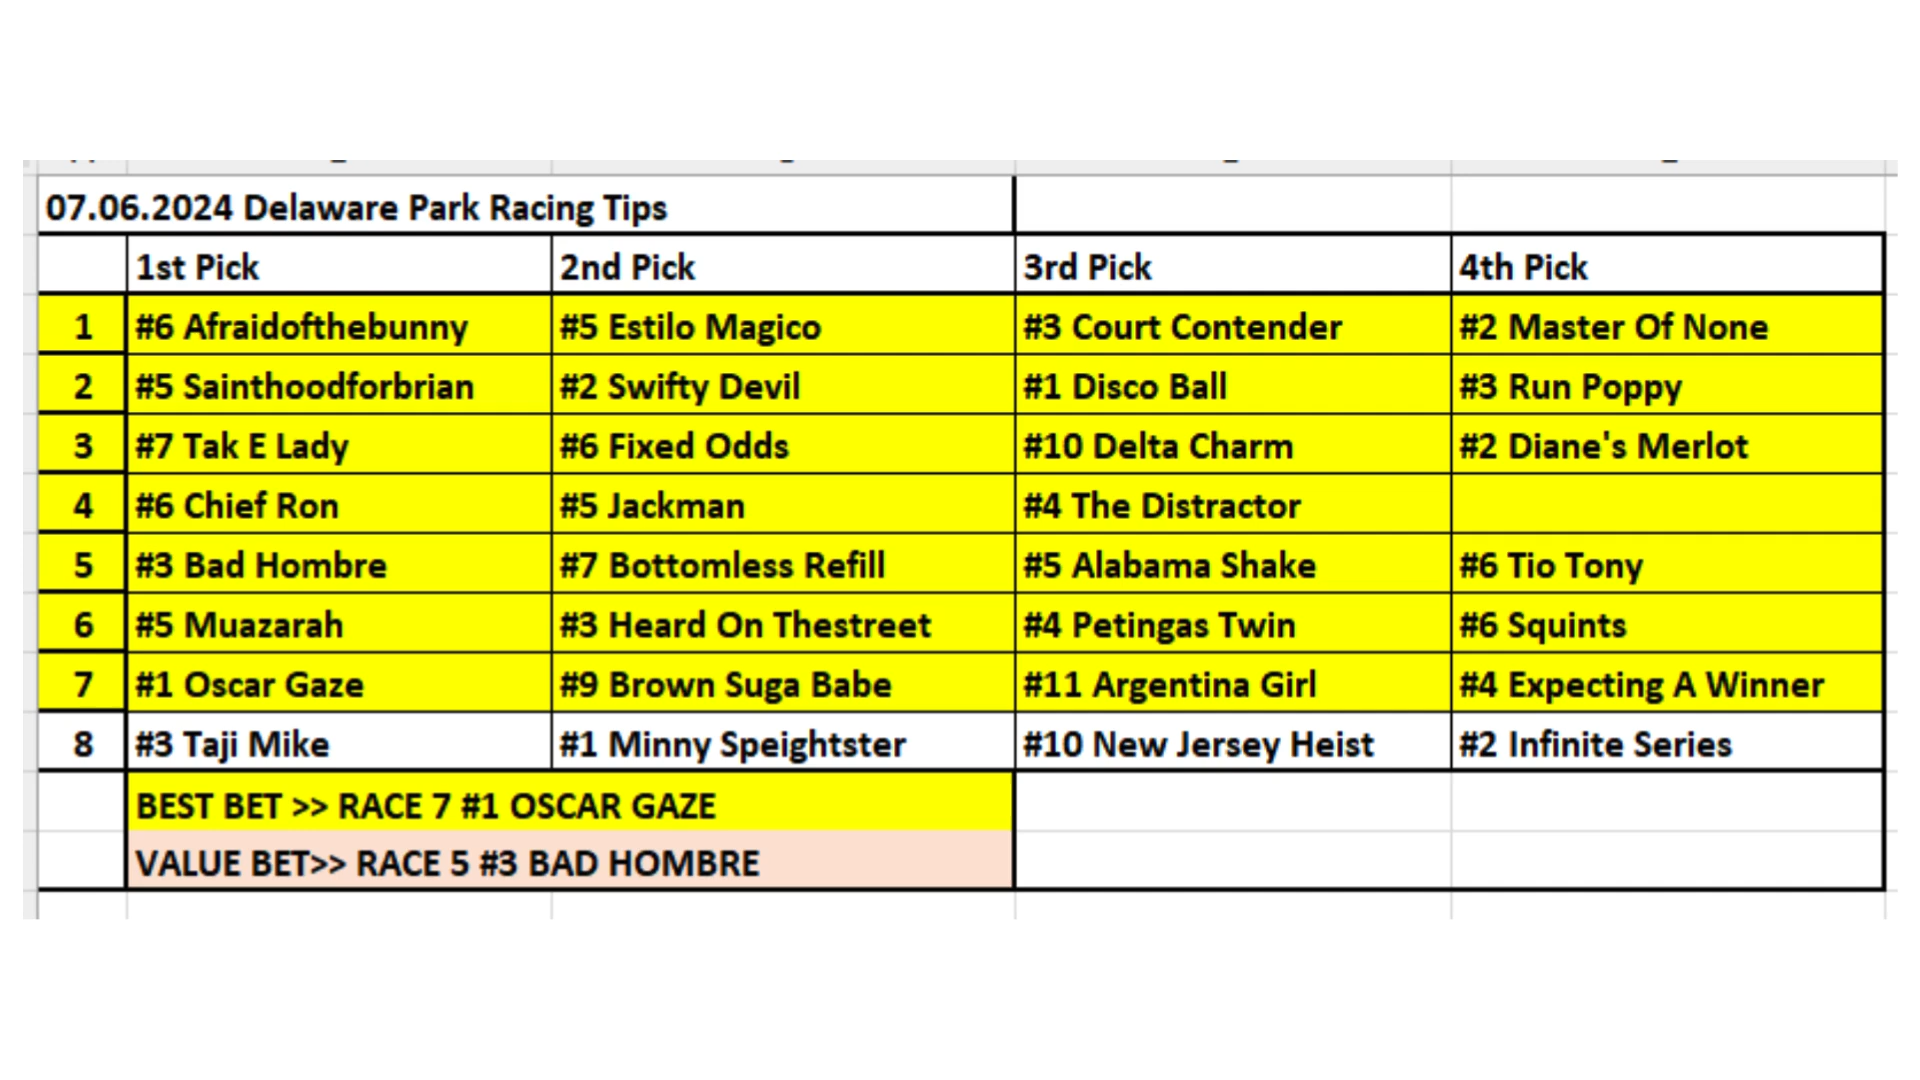 07.06.2024 Delaware Park Racing Tips
1st Pick 2nd Pick 3rd Pick 4th Pick
1 #6 Afraidofthebunny #5 Estilo Magico #3 Court Contender #2 Master Of None
2 #5 Sainthoodforbrian #2 Swifty Devil #1 Disco Ball #3 Run Poppy
3 #7 Tak E Lady #6 Fixed Odds #10 Delta Charm #2 Diane's Merlot
4 #6 Chief Ron #5 Jackman #4 The Distractor
5 #3 Bad Hombre #7 Bottomless Refill #5 Alabama Shake #6 Tio Tony
6 #5 Muazarah #3 Heard On Thestreet #4 Petingas Twin #6 Squints
7 #1 Oscar Gaze #9 Brown Suga Babe #11 Argentina Girl #4 Expecting A Winner
8 #3 Taji Mike #1 Minny Speightster #10 New Jersey Heist #2 Infinite Series
BEST BET >> RACE 7 #1 OSCAR GAZE
VALUE BET>> RACE 5 #3 BAD HOMBRE